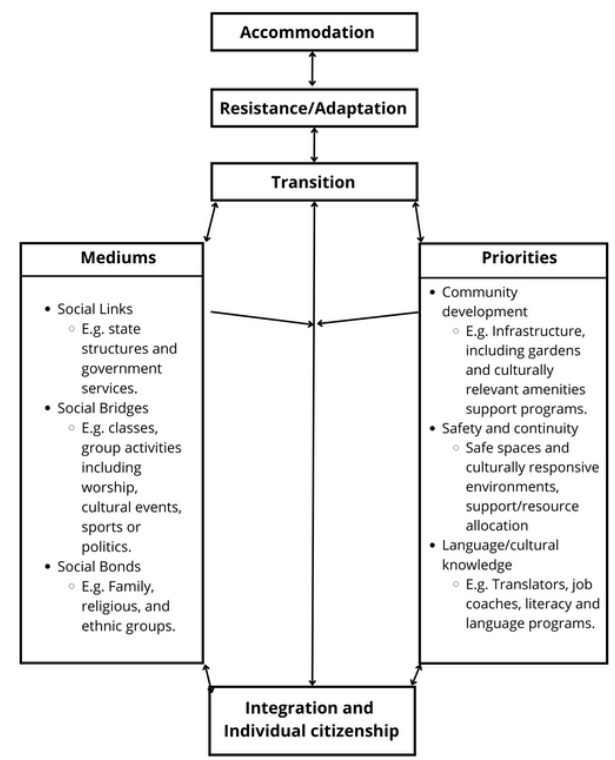 Accommodation
Resistance/Adaptation
Transition
Mediums
• Social Links
○ E.g. state
structures and
government
services.
• Social Bridges
○ E.g. classes,
group activities
including
worship,
cultural events,
sports or
politics.
• Social Bonds
○ E.g. Family,
religious, and
ethnic groups.
Priorities
• Community
development
○ E.g. Infrastructure,
including gardens
and culturally
relevant amenities
support programs.
• Safety and continuity
○ Safe spaces and
culturally responsive
environments,
support/resource
allocation
• Language/cultural
knowledge
○ E.g. Translators, job
coaches, literacy and
language programs.
Integration and
Individual citizenship